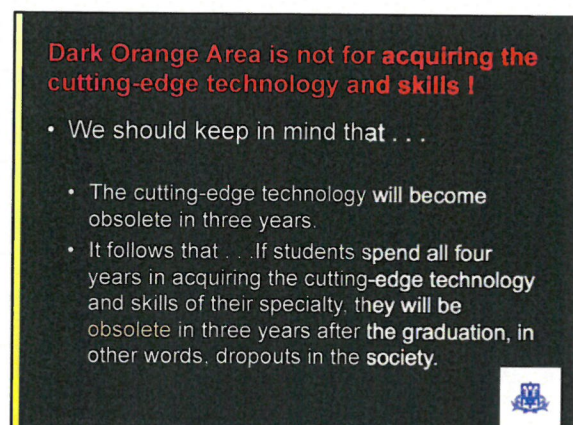 Dark Orange Area is not for acquiring the
cutting-edge technology and skills !
• We should keep in mind that . . .
• The cutting-edge technology will become
obsolete in three years.
• It follows that . . .If students spend all four
years in acquiring the cutting-edge technology
and skills of their specialty, they will be
obsolete in three years after the graduation, in
other words, dropouts in the society.